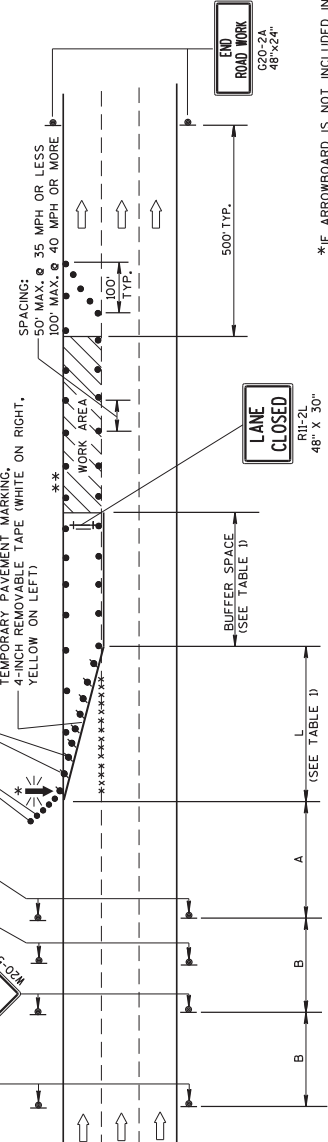 END
ROAD WORK
G20-2A
48"x24"
SPACING:
50' MAX. @ 35 MPH OR LESS
100' MAX. @ 40 MPH OR MORE
TEMPORARY PAVEMENT MARKING.
4-INCH REMOVABLE TAPE (WHITE ON RIGHT,
YELLOW ON LEFT)
*
**
WORK AREA
100'
TYP.
500' TYP.
LANE
CLOSED
R11-2L
48" X 30"
BUFFER SPACE
(SEE TABLE 1)
L
(SEE TABLE 1)
A
B
B
*IF ARROWBOARD IS NOT INCLUDED IN